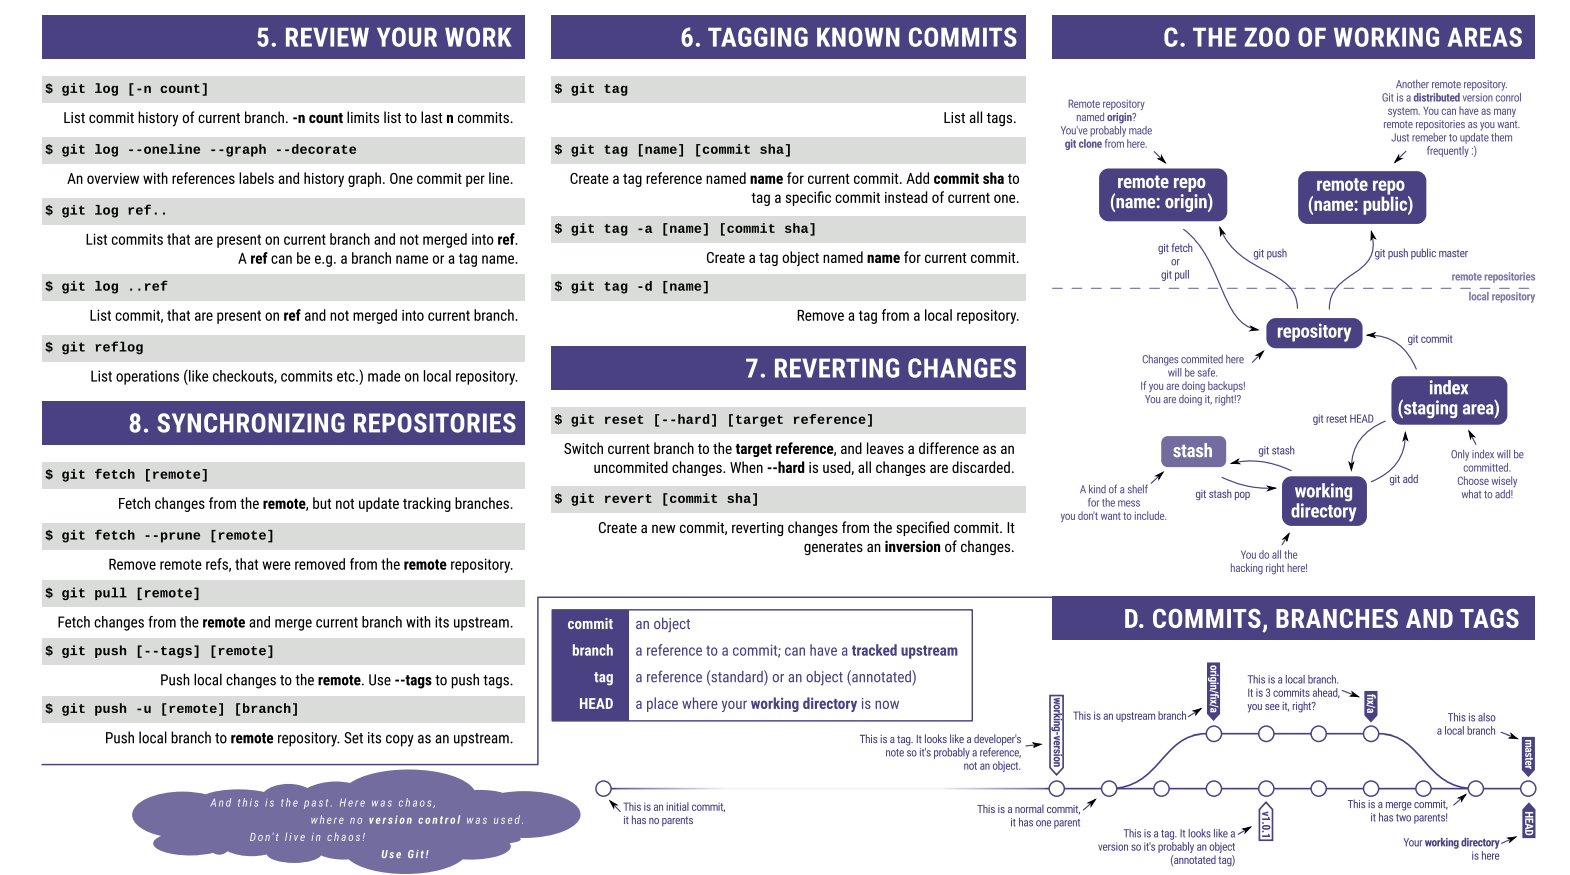 5. REVIEW YOUR WORK
$ git log [-n count]
List commit history of current branch. -n count limits list to last n commits.
$ git log --oneline --graph --decorate
An overview with references labels and history graph. One commit per line.
$ git log ref..
List commits that are present on current branch and not merged into ref.
A ref can be e.g. a branch name or a tag name.
$ git log ..ref
List commit, that are present on ref and not merged into current branch.
$ git reflog
List operations (like checkouts, commits etc.) made on local repository.
8. SYNCHRONIZING REPOSITORIES
$ git fetch [remote]
Fetch changes from the remote, but not update tracking branches.
$ git fetch --prune [remote]
Remove remote refs, that were removed from the remote repository.
$ git pull [remote]
Fetch changes from the remote and merge current branch with its upstream.
$ git push [--tags] [remote]
Push local changes to the remote. Use --tags to push tags.
$ git push -u [remote] [branch]
Push local branch to remote repository. Set its copy as an upstream.
6. TAGGING KNOWN COMMITS
$ git tag
List all tags.
$ git tag [name] [commit sha]
Create a tag reference named name for current commit. Add commit sha to
tag a specific commit instead of current one.
$ git tag -a [name] [commit sha]
Create a tag object named name for current commit.
$ git tag -d [name]
Remove a tag from a local repository.
7. REVERTING CHANGES
$ git reset [--hard] [target reference]
Switch current branch to the target reference, and leaves a difference as an
uncommited changes. When --hard is used, all changes are discarded.
$ git revert [commit sha]
Create a new commit, reverting changes from the specified commit. It
generates an inversion of changes.
C. THE ZOO OF WORKING AREAS
Remote repository
named origin?
You've probably made
git clone from here.
Another remote repository.
Git is a distributed version conrol
system. You can have as many
remote repositories as you want.
Just remeber to update them
frequently :)
remote repo
(name: origin)
remote repo
(name: public)
git fetch
or
git pull
git push
git push public master
remote repositories
local repository
repository
git commit
Changes commited here
will be safe.
If you are doing backups!
You are doing it, right!?
index
(staging area)
git reset HEAD
stash
git stash
git stash pop
git add
Only index will be
committed.
Choose wisely
what to add!
A kind of a shelf
for the mess
you don't want to include.
working
directory
You do all the
hacking right here!
D. COMMITS, BRANCHES AND TAGS
commit an object
branch a reference to a commit; can have a tracked upstream
tag a reference (standard) or an object (annotated)
HEAD a place where your working directory is now
origin/fix/a
This is a local branch.
It is 3 commits ahead,
you see it, right?
fix/a
working-version
This is an upstream branch
This is also
a local branch
master
This is a tag. It looks like a developer's
note so it's probably a reference,
not an object.
This is an initial commit,
it has no parents
This is a normal commit,
it has one parent
This is a merge commit,
it has two parents!
v1.0.1
HEAD
This is a tag. It looks like a
version so it's probably an object
(annotated tag)
Your working directory
is here
And this is the past. Here was chaos,
where no version control was used.
Don't live in chaos!
Use Git!